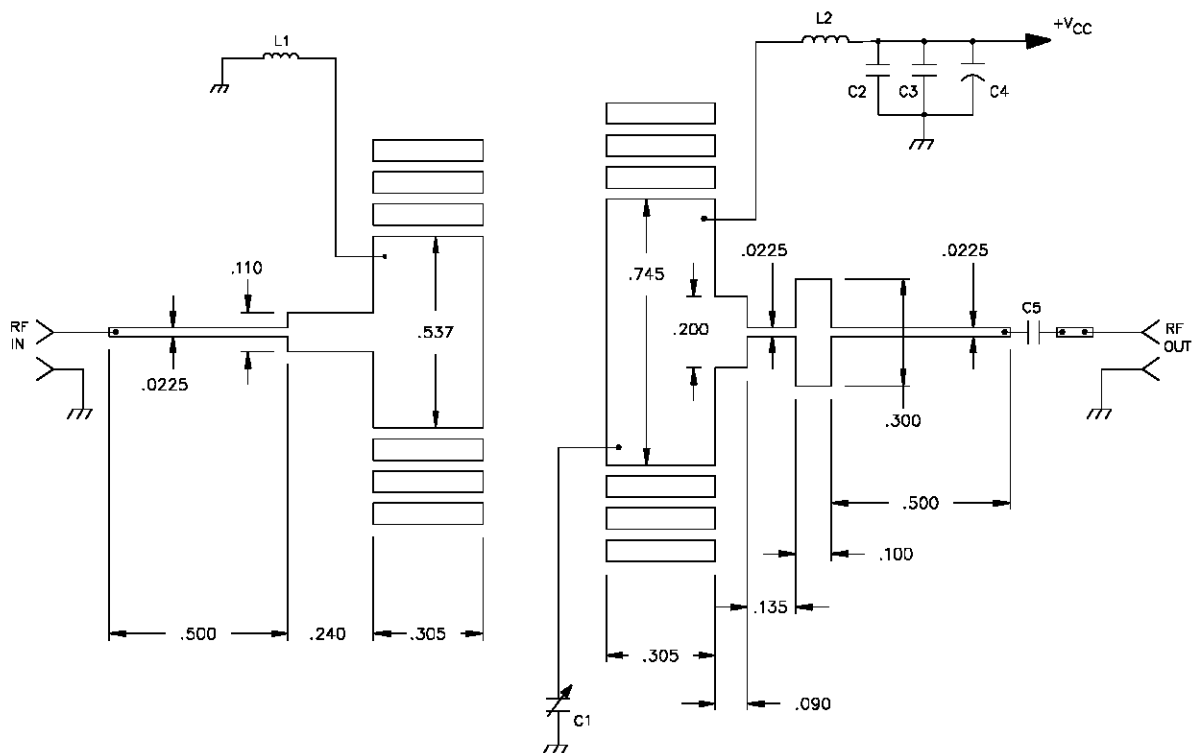 L1
L2
+VCC
C2
C3
C4
.110
.0225
.745
.0225
.0225
C5
RF
IN
.537
.200
RF
OUT
.0225
.300
.500
.100
.135
.500
.240
.305
.305
.090
C1